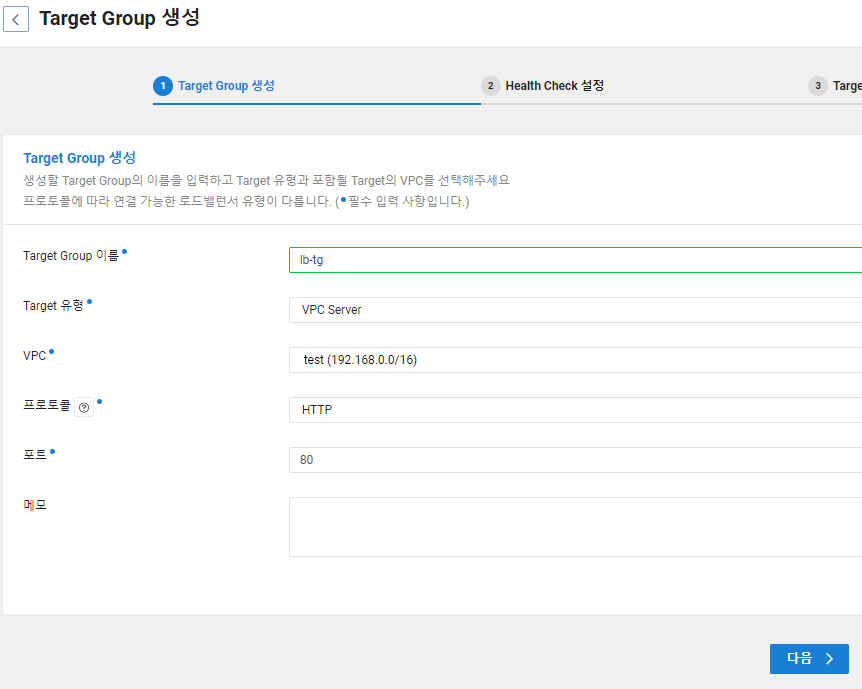 Target Group 생성
1 Target Group 생성
2 Health Check 설정
3 Targe
Target Group 생성
생성할 Target Group의 이름을 입력하고 Target 유형과 포함될 Target의 VPC를 선택해주세요
프로토콜에 따라 연결 가능한 로드밸런서 유형이 다릅니다. (•필수 입력 사항입니다.)
Target Group 이름•
lb-tg
Target 유형•
VPC Server
VPC•
test (192.168.0.0/16)
프로토콜 ? •
HTTP
포트•
80
메모
다음 >